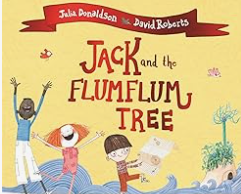 Julia Donaldson David Roberts
JACK and the
FLUMFLUM
TREE